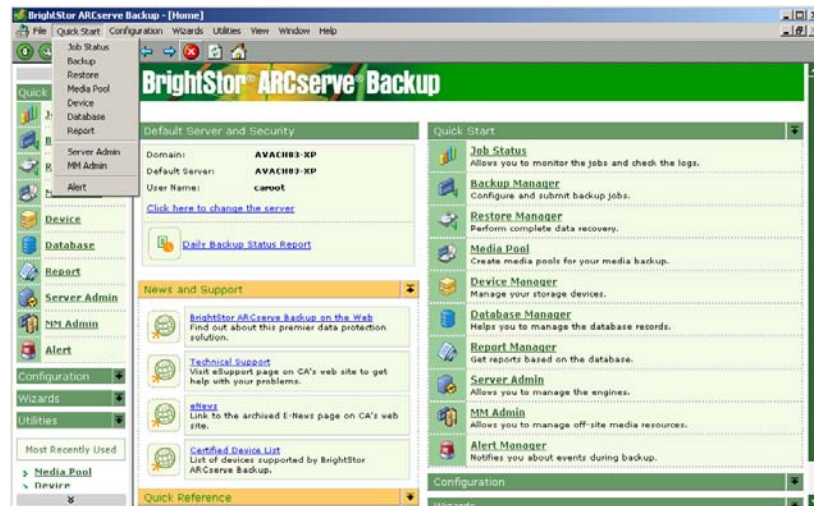 BrightStor ARCserve Backup - [Home]
File Quick Start Configuration Wizards Utilities View Window Help
Job Status
Backup
Restore
Media Pool
Device
Database
Report
Server Admin
MM Admin
Alert
Quick
Device
Database
Report
Server Admin
MM Admin
Alert
Configuration
Wizards
Utilities
Most Recently Used
Media Pool
Device
BrightStor® ARCserve® Backup
Default Server and Security
Domain: AVACH03-XP
Default Server: AVACH03-XP
User Name: caroot
Click here to change the server
Daily Backup Status Report
News and Support
BrightStor ARCserve Backup on the Web
Find out about this premier data protection
solution.
Technical Support
Visit eSupport page on CA's web site to get
help with your problems.
eNews
Link to the archived E-News page on CA's web
site.
Certified Device List
List of devices supported by BrightStor
ARCserve Backup.
Quick Reference
Quick Start
Job Status
Allows you to monitor the jobs and check the logs.
Backup Manager
Configure and submit backup jobs.
Restore Manager
Perform complete data recovery.
Media Pool
Create media pools for your media backup.
Device Manager
Manage your storage devices.
Database Manager
Helps you to manage the database records.
Report Manager
Get reports based on the database.
Server Admin
Allows you to manage the engines.
MM Admin
Allows you to manage off-site media resources.
Alert Manager
Notifies you about events during backup.
Configuration
Wizards